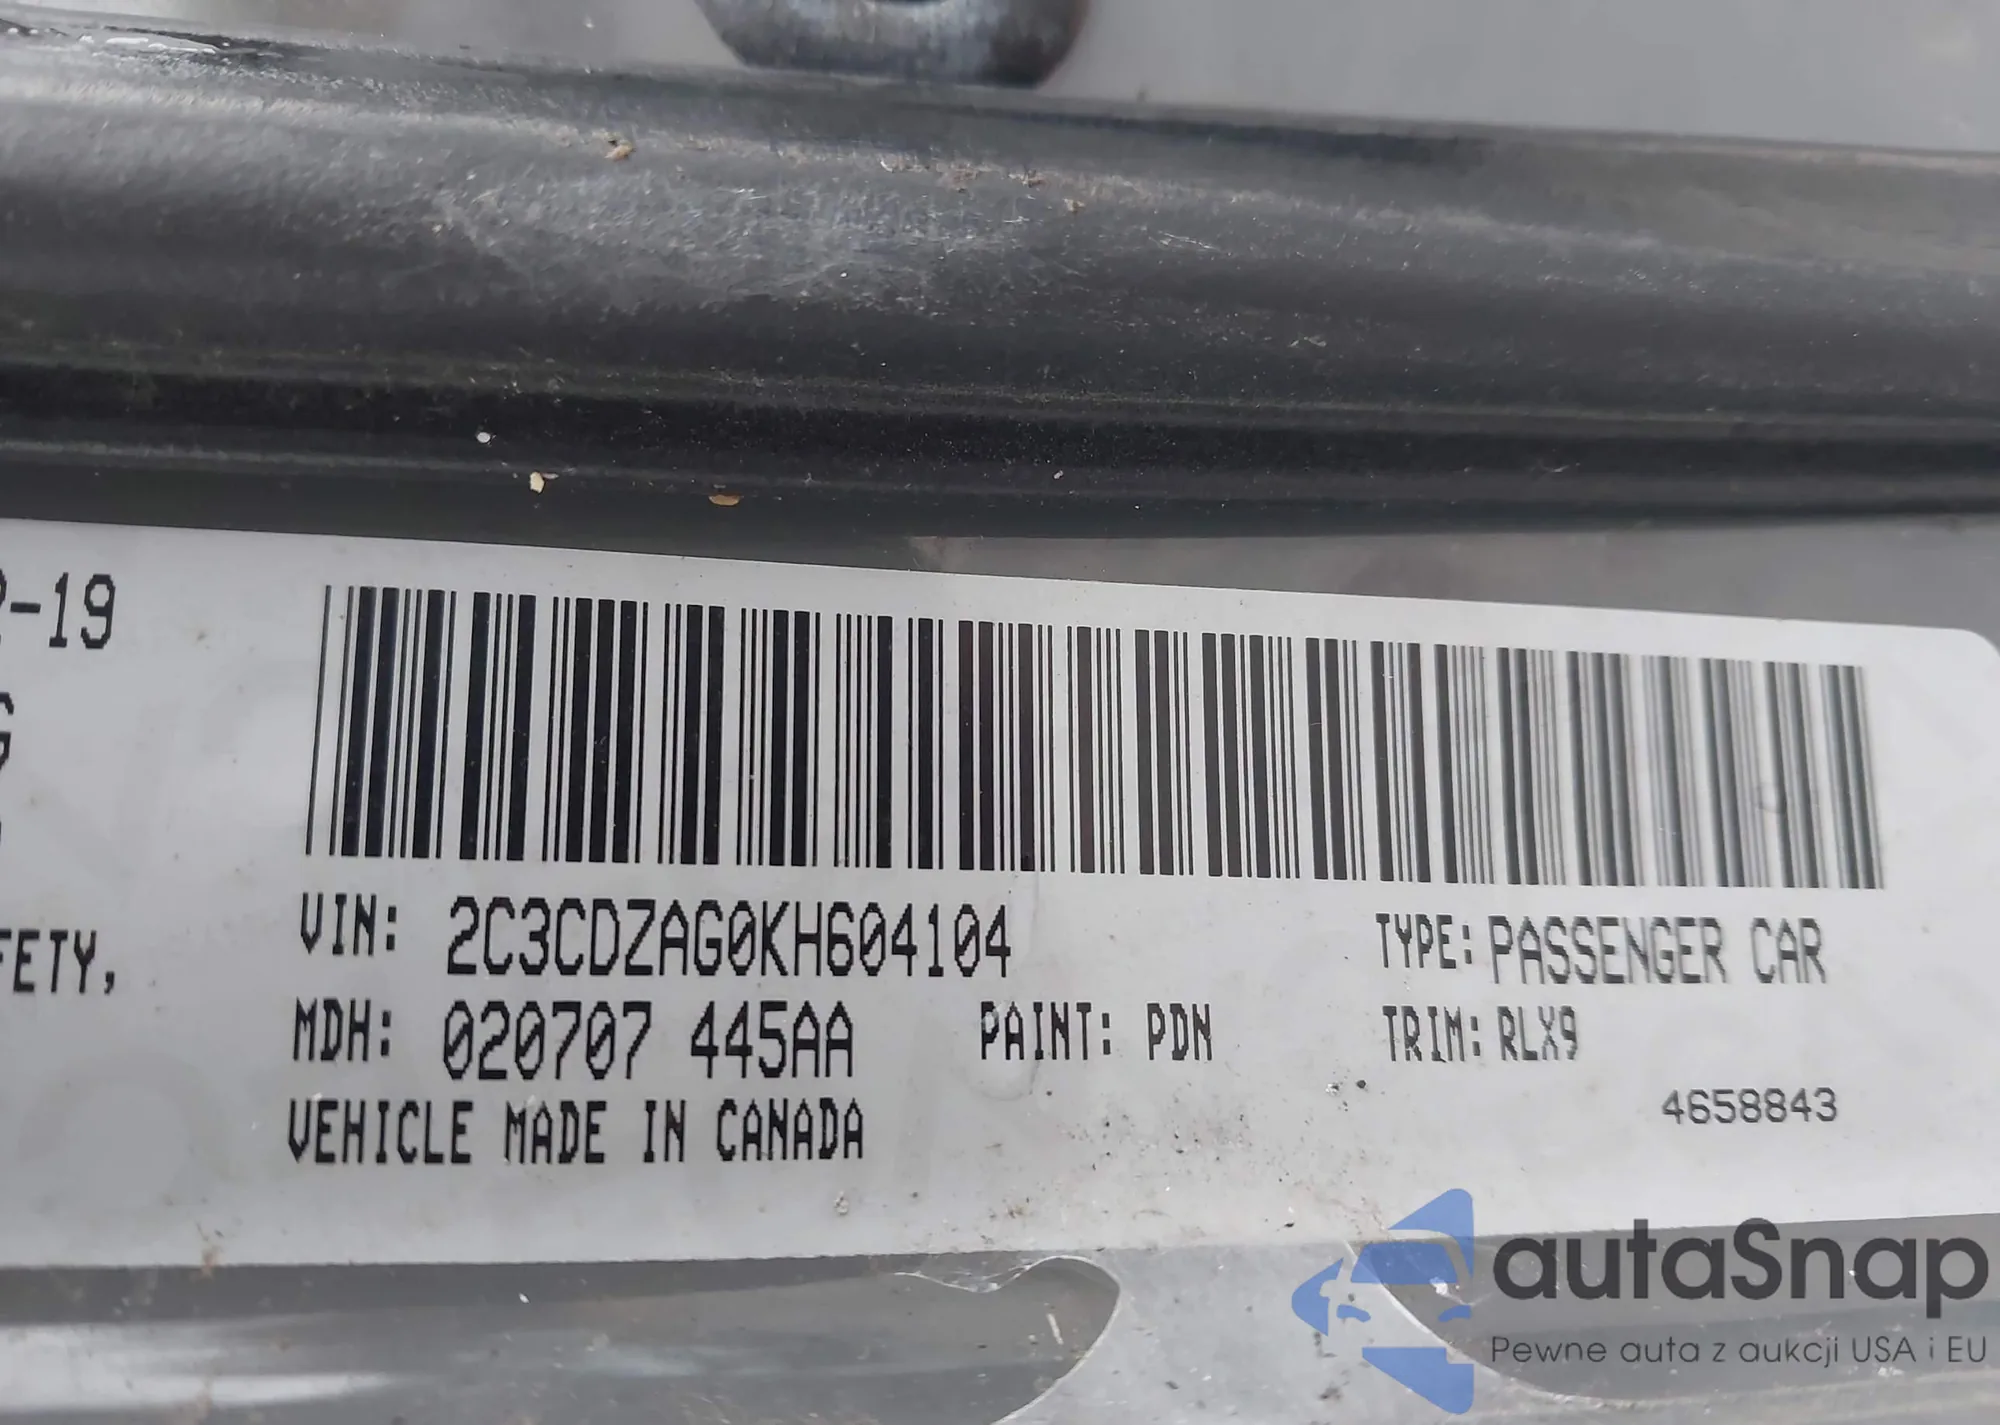 -19
FETY,
VIN: 2C3CDZAG0KH604104
TYPE: PASSENGER CAR
MDH: 020707 445AA
PAINT: PDN
TRIM: RLX9
VEHICLE MADE IN CANADA
4658843
autaSnap
Pewne auta z aukcji USA i EU